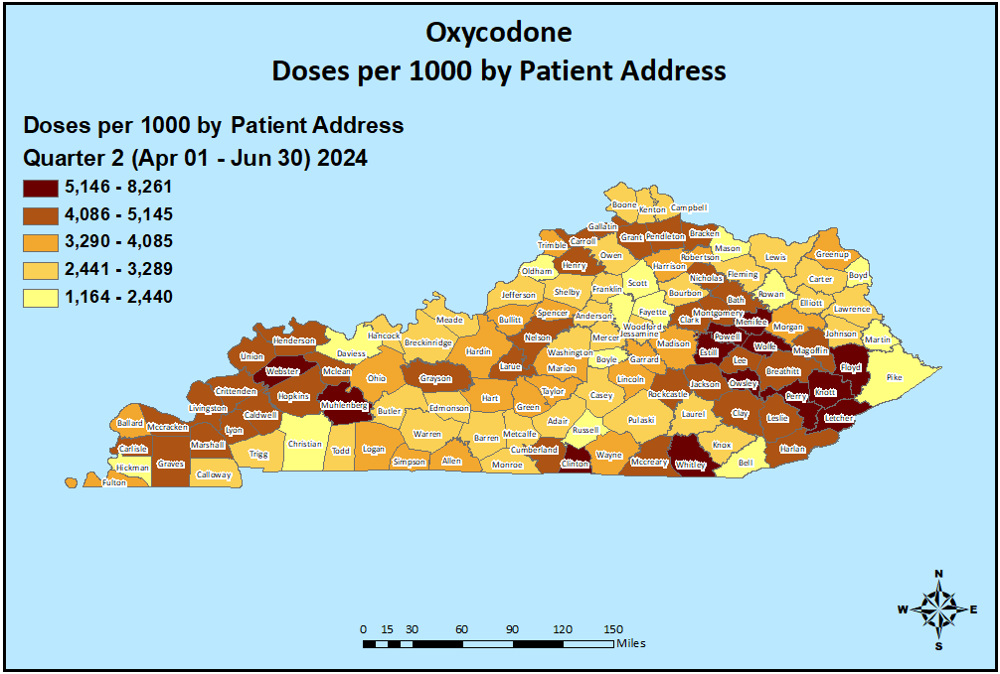 Oxycodone
Doses per 1000 by Patient Address
Doses per 1000 by Patient Address
Quarter 2 (Apr 01 - Jun 30) 2024
5,146 - 8,261
4,086 - 5,145
3,290 - 4,085
2,441 - 3,289
1,164 - 2,440
Boone
Kenton
Campbell
Gallatin
Trimble
Carroll
Grant
Pendleton
Bracken
Mason
Owen
Robertson
Lewis
Greenup
Oldham
Henry
Harrison
Nicholas
Fleming
Carter
Boyd
Jefferson
Shelby
Franklin
Scott
Bourbon
Bath
Rowan
Elliott
Lawrence
Meade
Bullitt
Spencer
Anderson
Fayette
Woodford
Clark
Montgomery
Menifee
Morgan
Johnson
Martin
Henderson
Daviess
Hancock
Breckinridge
Hardin
Nelson
Washington
Mercer
Jessamine
Madison
Powell
Estill
Wolfe
Magoffin
Union
Webster
Mclean
Ohio
Grayson
Larue
Marion
Boyle
Garrard
Lee
Breathitt
Floyd
Pike
Crittenden
Hopkins
Muhlenberg
Butler
Edmonson
Hart
Green
Taylor
Casey
Lincoln
Rockcastle
Jackson
Owsley
Perry
Knott
Letcher
Livingston
Caldwell
Lyon
Ballard
Mccracken
Marshall
Carlisle
Graves
Hickman
Fulton
Calloway
Trigg
Christian
Todd
Logan
Warren
Simpson
Allen
Barren
Metcalfe
Monroe
Adair
Russell
Cumberland
Clinton
Wayne
Pulaski
Mccreary
Laurel
Whitley
Knox
Bell
Clay
Leslie
Harlan
N
W
E
S
0 15 30 60 90 120 150
Miles